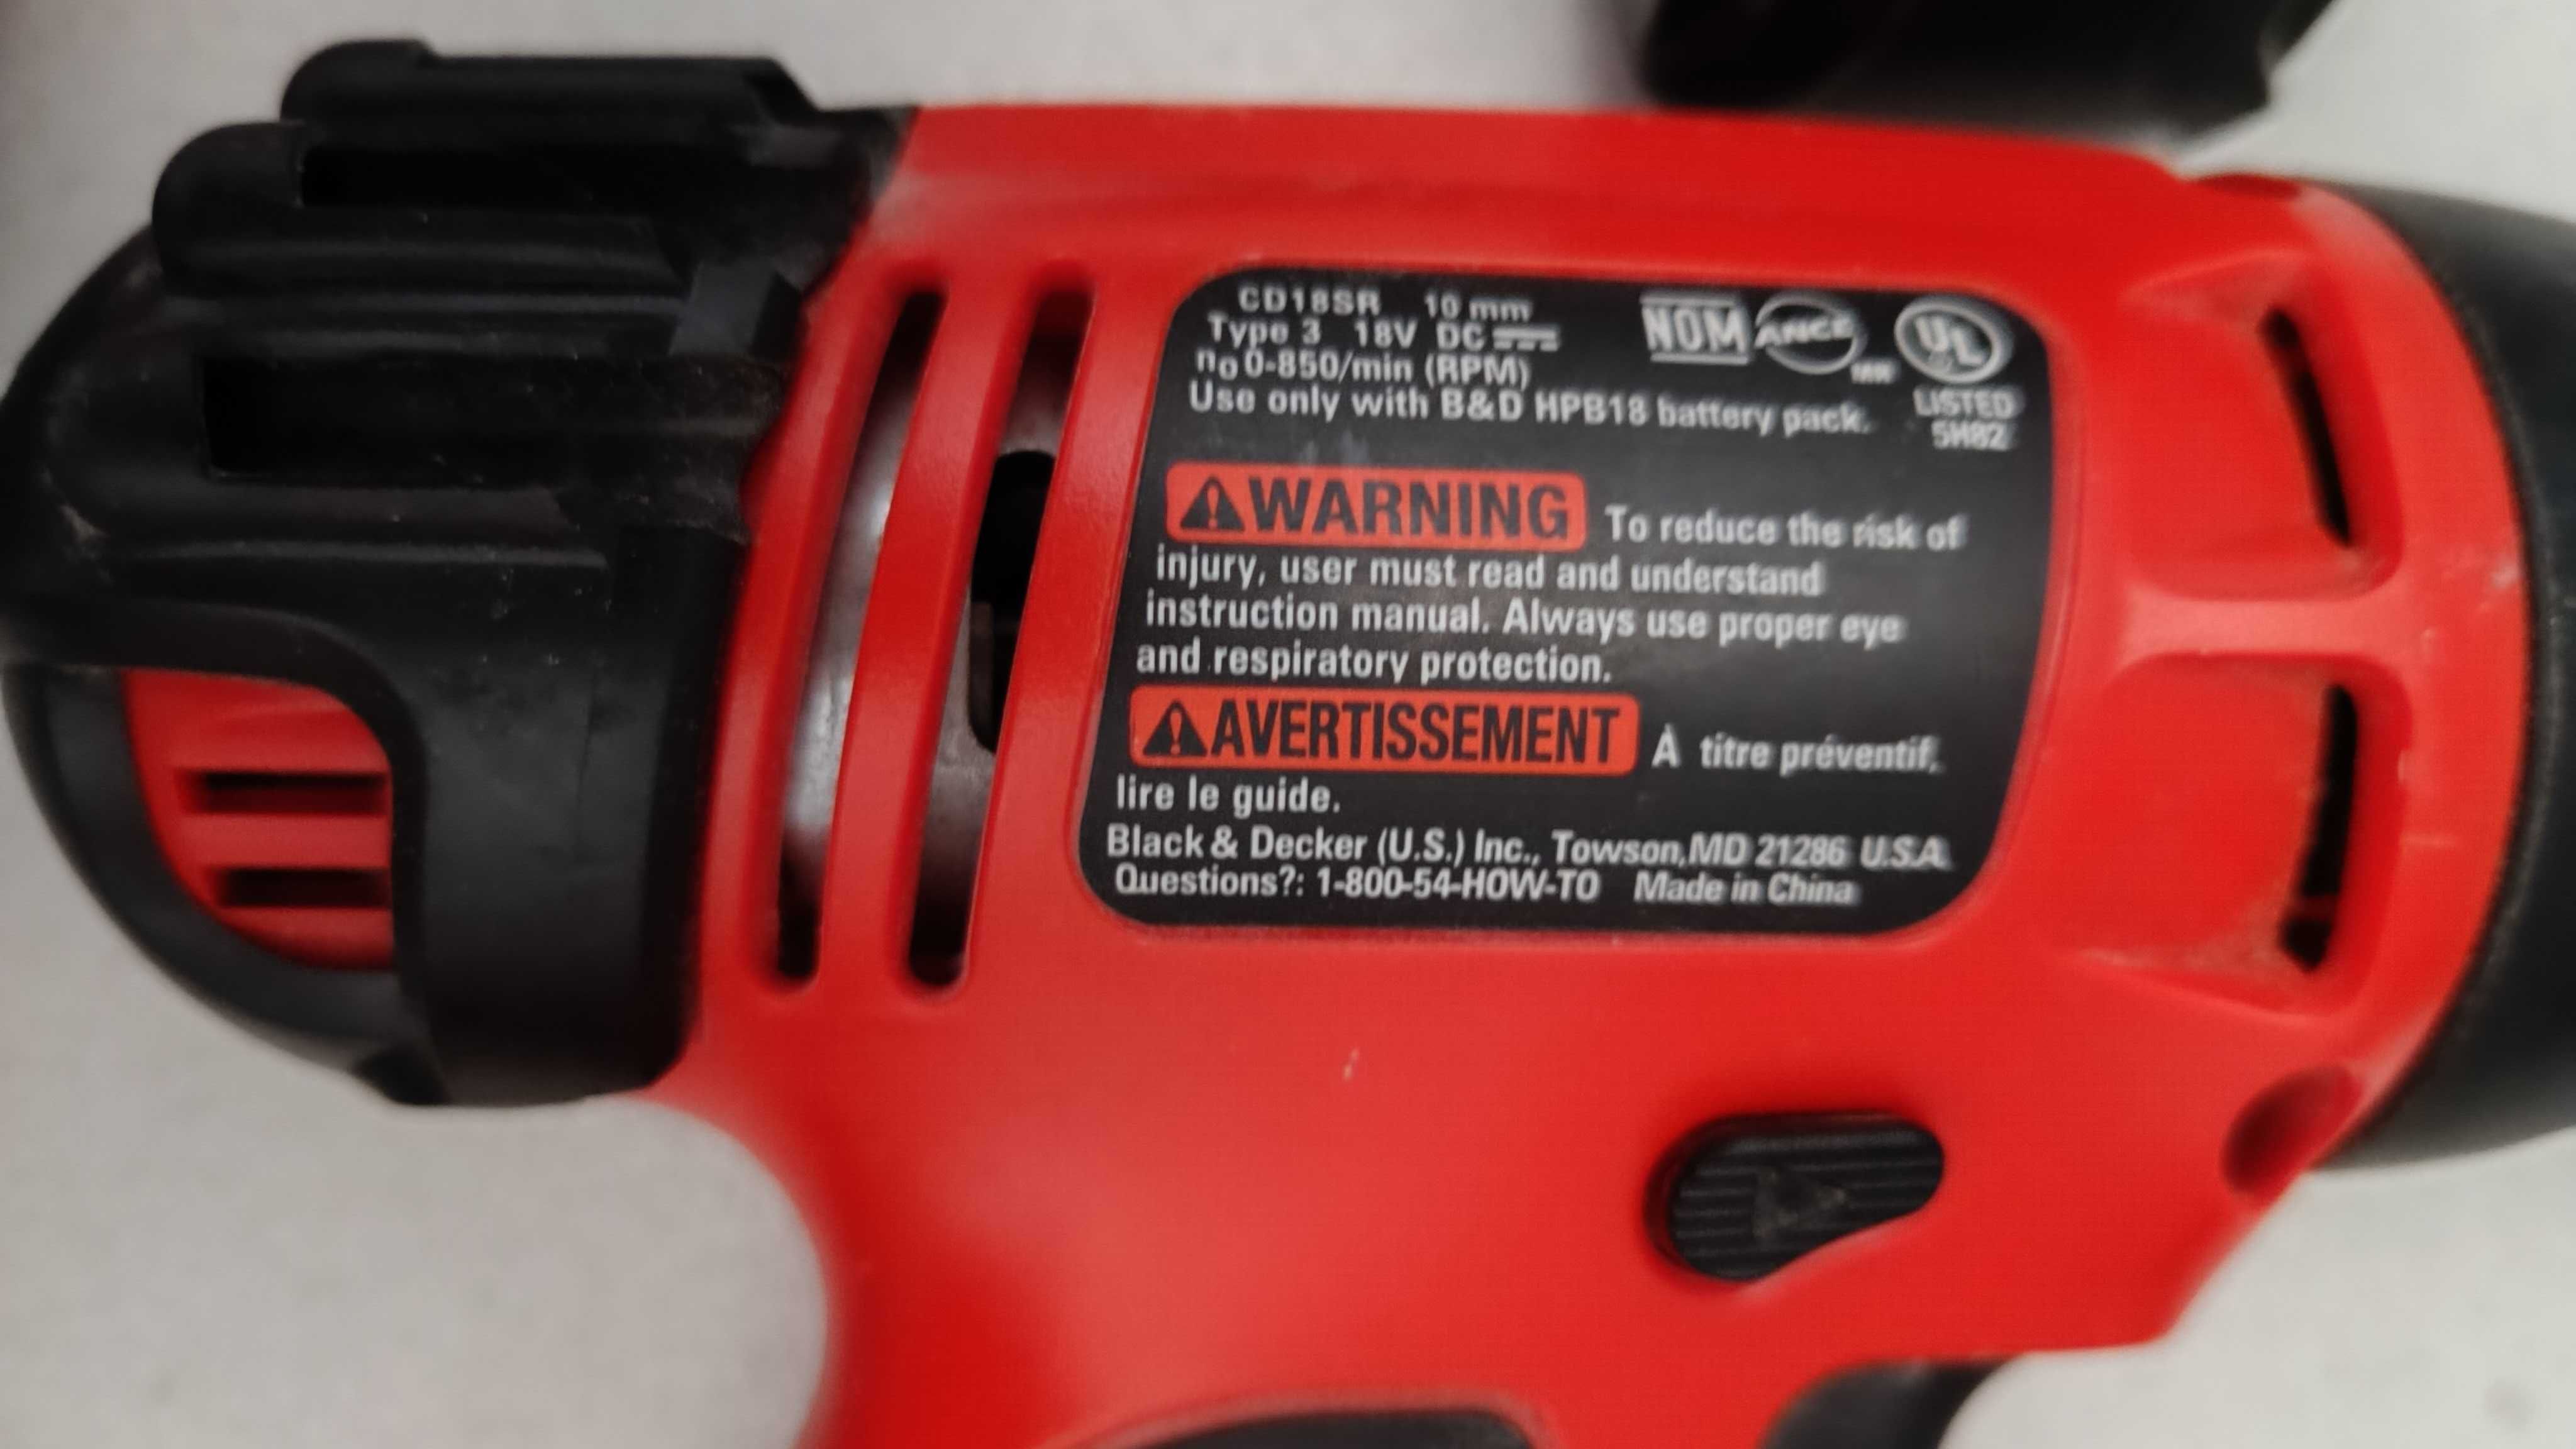 CD18SR 10 mm
Type 3 18V DC
no 0-850/min (RPM)
Use only with B&D HPB18 battery pack.
NOM ANCE MR UL
LISTED
5H82
WARNING To reduce the risk of
injury, user must read and understand
instruction manual. Always use proper eye
and respiratory protection.
AVERTISSEMENT À titre préventif,
lire le guide.
Black & Decker (U.S.) Inc., Towson,MD 21286 U.S.A.
Questions?: 1-800-54-HOW-TO Made in China